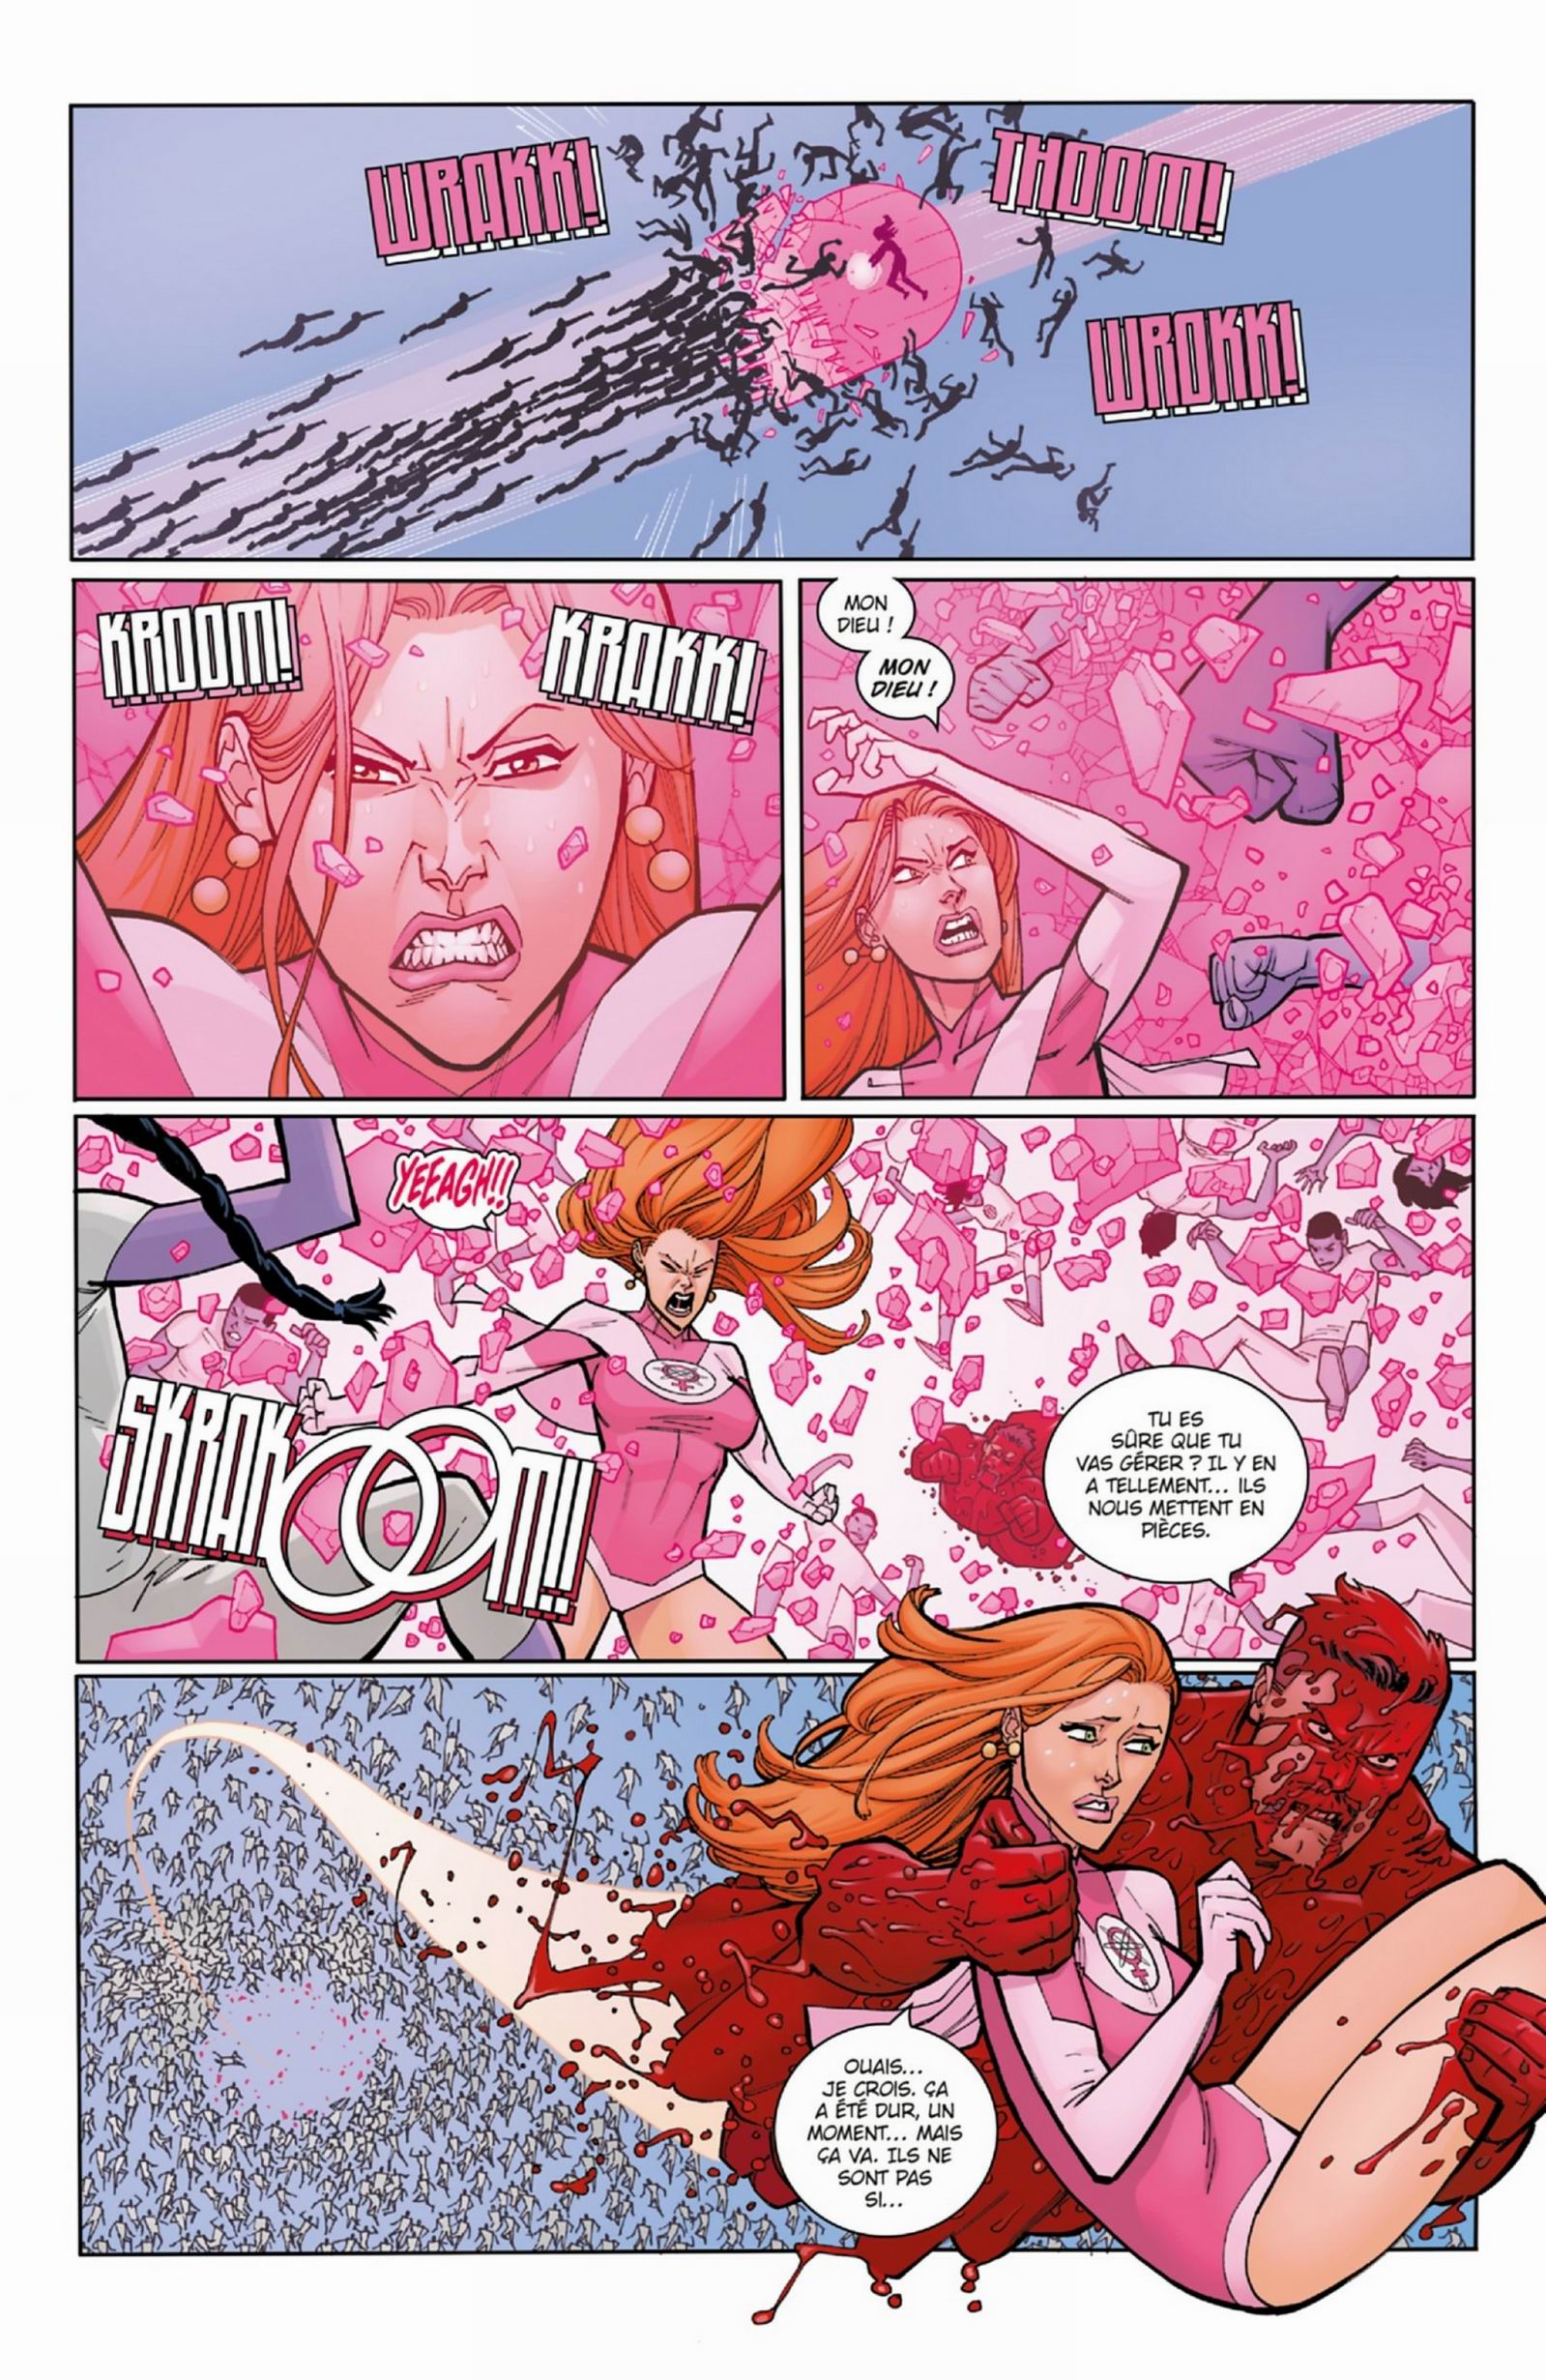 WRAKK!
THOOM!
WROKK!
KROOM!
KRAKK!
MON
DIEU !
MON
DIEU !
YEEAGH!!
SKRAKOOM!!
TU ES
SÛRE QUE TU
VAS GÉRER ? IL Y EN
A TELLEMENT... ILS
NOUS METTENT EN
PIÈCES.
OUAIS...
JE CROIS. ÇA
A ÉTÉ DUR, UN
MOMENT... MAIS
ÇA VA. ILS NE
SONT PAS
SI...